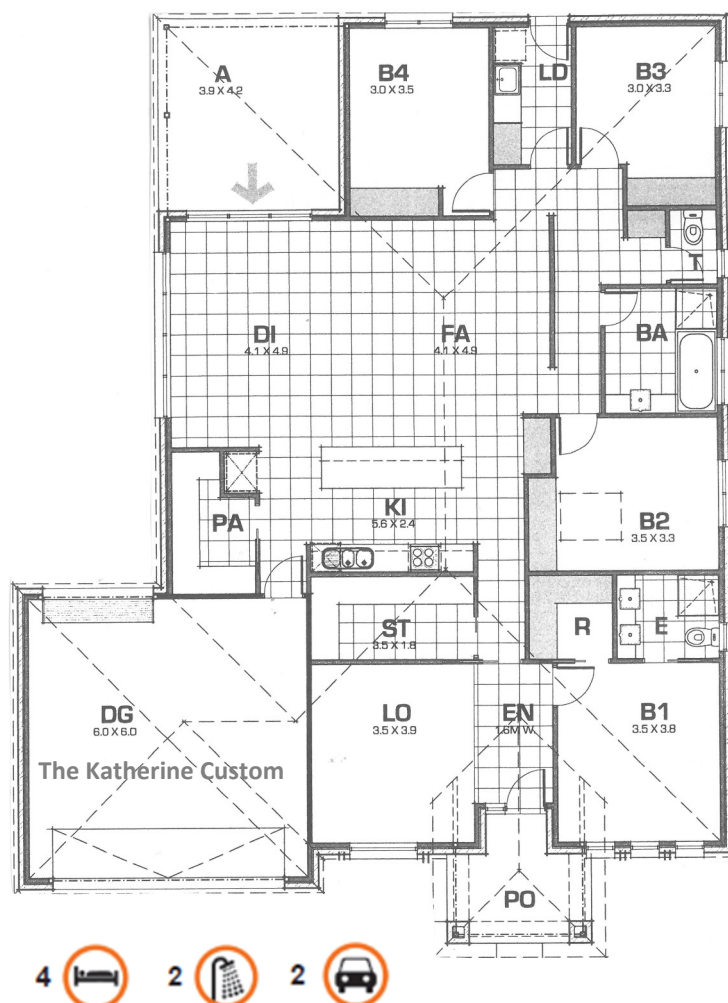 A
3.9 X 4.2
B4
3.0 X 3.5
LD
B3
3.0 X 3.3
T
DI
4.1 X 4.9
FA
4.1 X 4.9
BA
PA
KI
5.6 X 2.4
B2
3.5 X 3.3
ST
3.5 X 1.8
R
E
DG
6.0 X 6.0
LO
3.5 X 3.9
EN
1.6M W.
B1
3.5 X 3.8
The Katherine Custom
PO
4 2 2